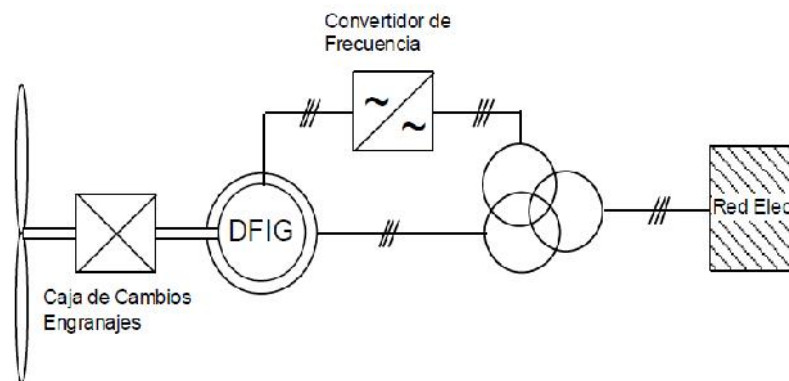 Convertidor de
Frecuencia
DFIG
Red Elec
Caja de Cambios
Engranajes